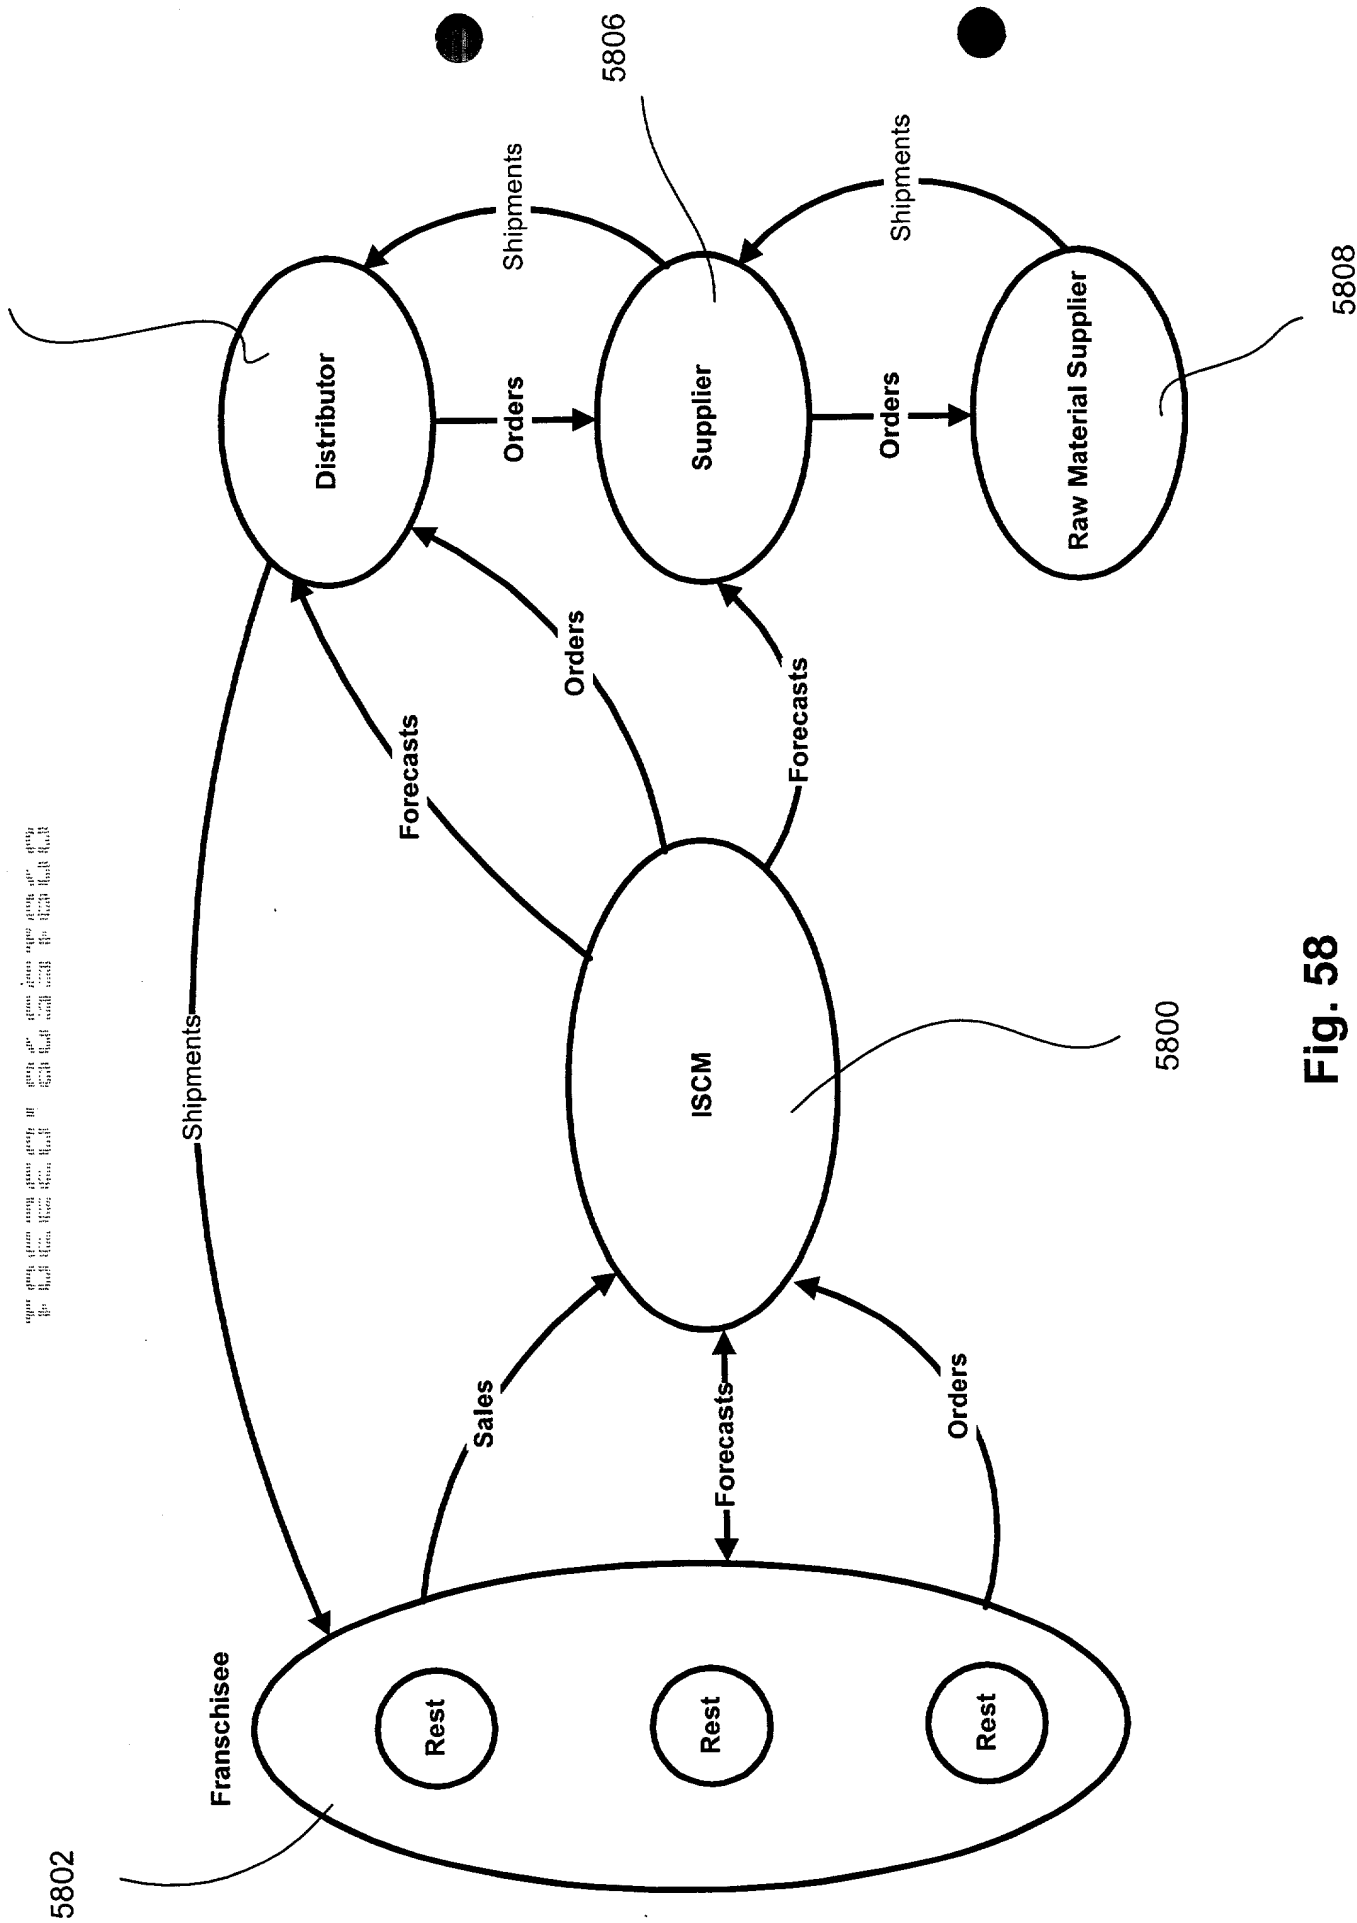 Shipments
Distributor
Forecasts
Orders
Orders
Shipments
5806
Franschisee
5802
Rest
Rest
Rest
Sales
Forecasts
Orders
ISCM
5800
Forecasts
Supplier
Orders
Shipments
Raw Material Supplier
5808
Fig. 58